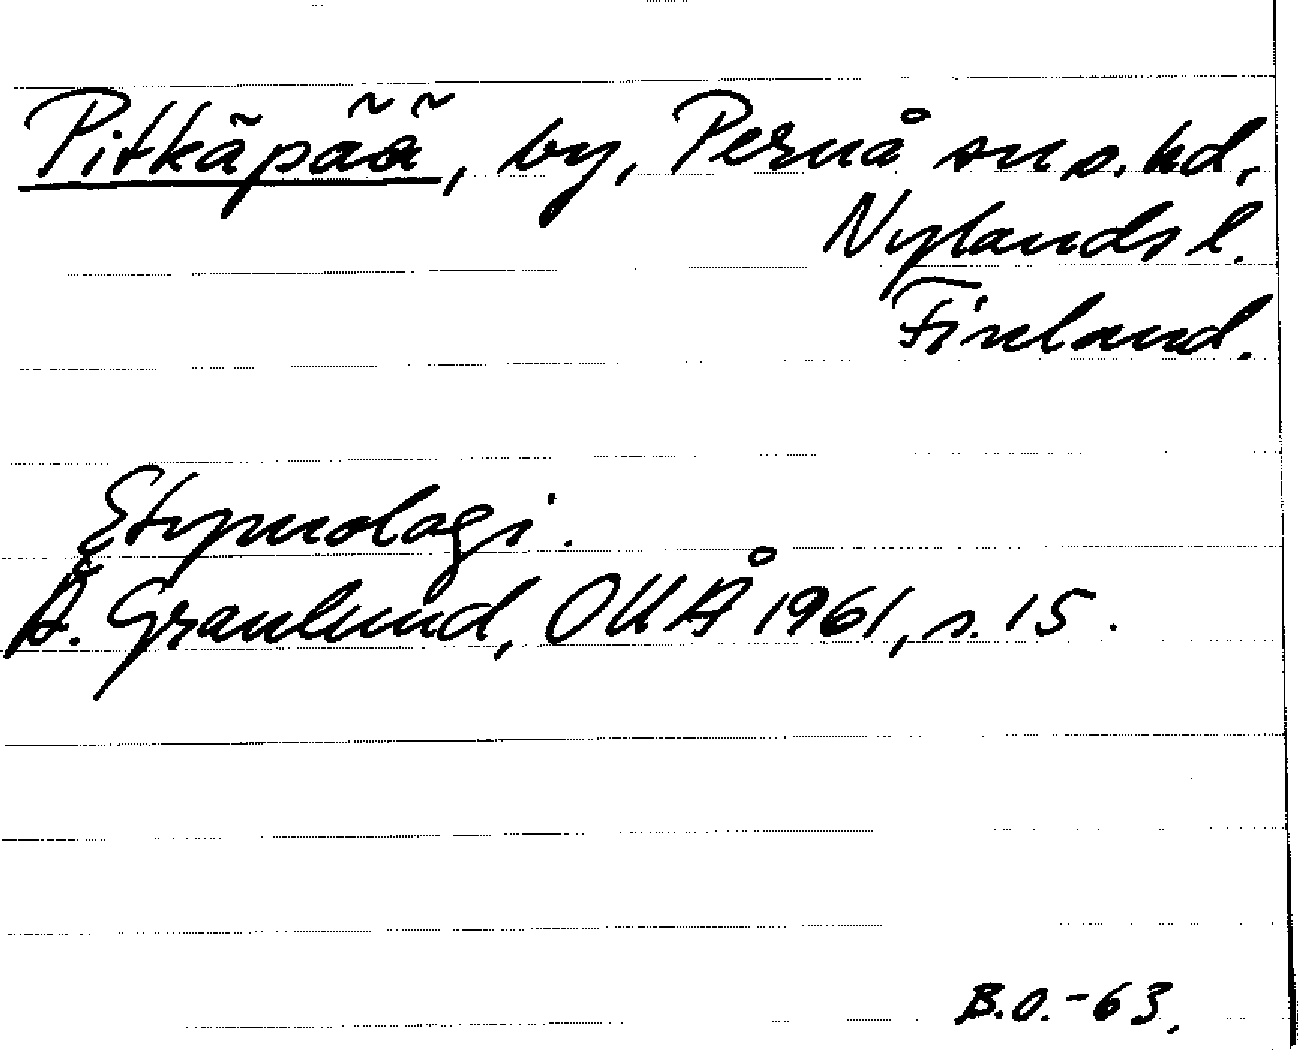 Pitkäpää, by, Pernå sn o. hd,
Nylands l.
Finland.
Etymologi.
Å. Granlund, OUÅ 1961, s. 15.
B.O.-63.